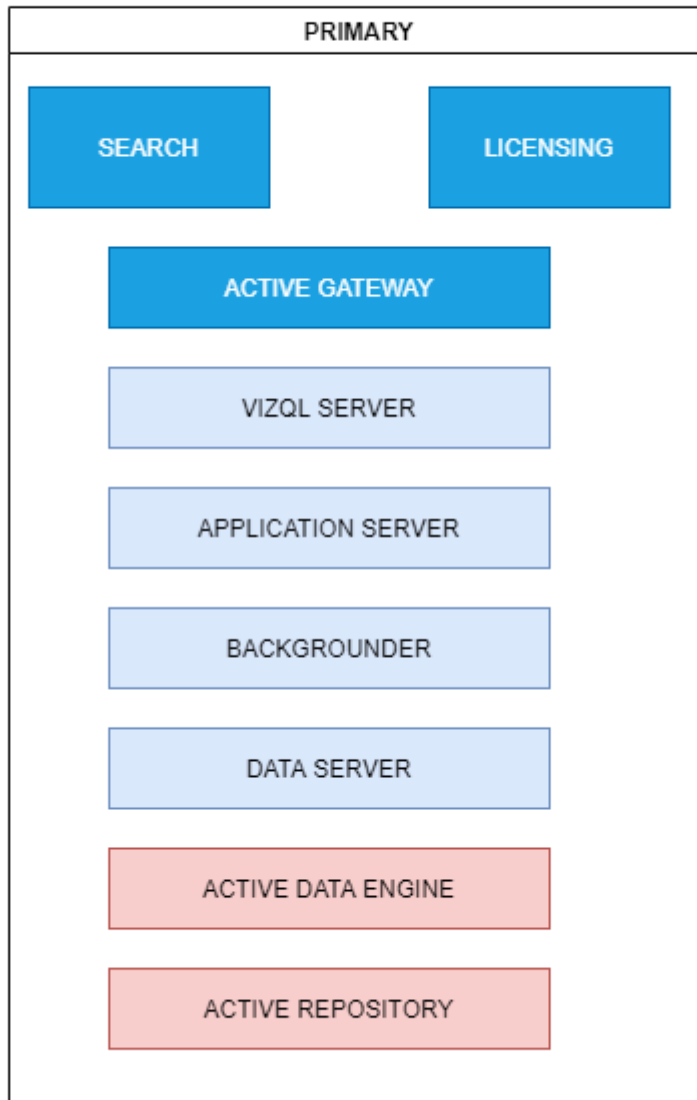 PRIMARY
SEARCH
LICENSING
ACTIVE GATEWAY
VIZQL SERVER
APPLICATION SERVER
BACKGROUNDER
DATA SERVER
ACTIVE DATA ENGINE
ACTIVE REPOSITORY